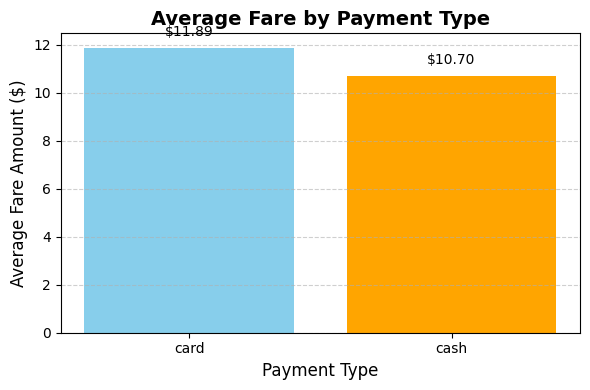 Average Fare by Payment Type
$11.89
$10.70
12
10
8
6
4
2
0
Average Fare Amount ($)
card
cash
Payment Type